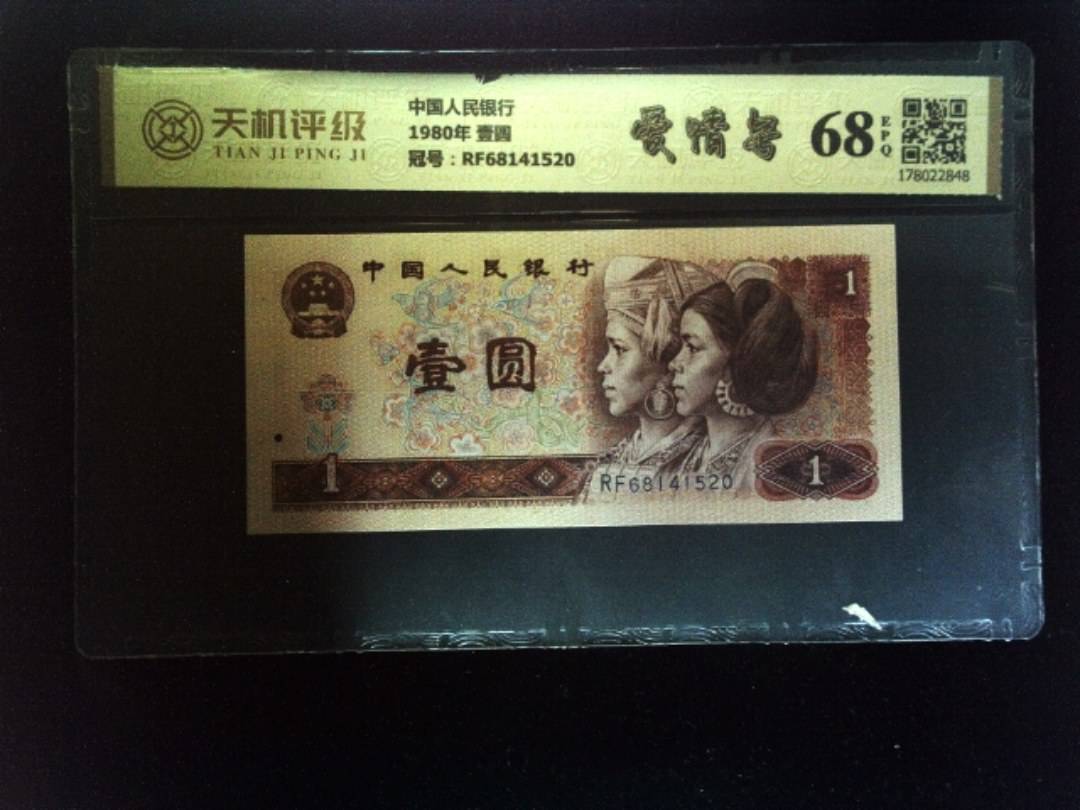 天机评级
TIAN JI PING JI
中国人民银行
1980年 壹圆
冠号：RF68141520
爱情号
68
EPQ
178022848
中国人民银行
1
壹圆
1
RF68141520
1